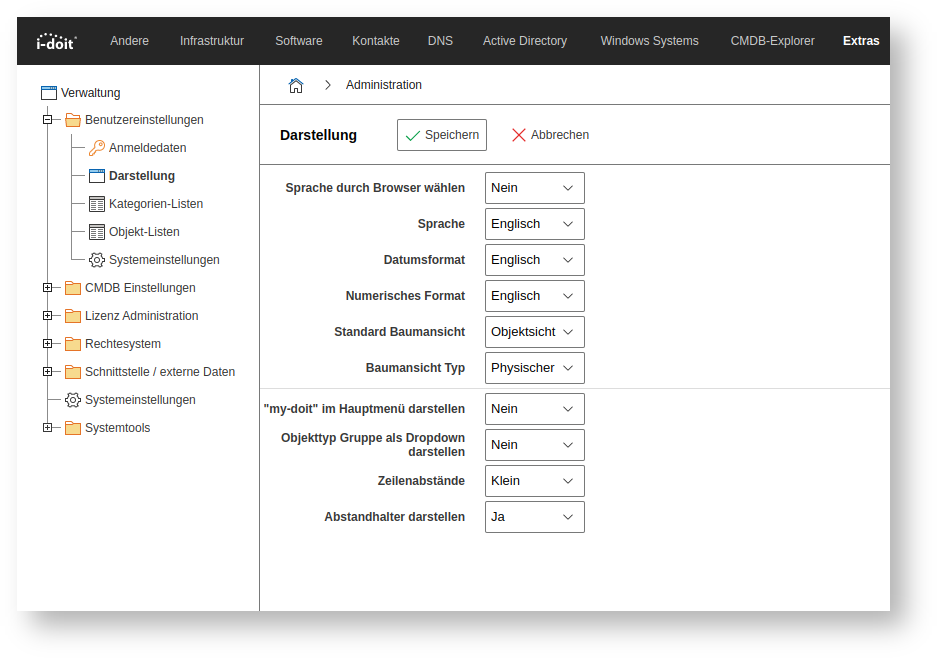 i-doit Andere Infrastruktur Software Kontakte DNS Active Directory Windows Systems CMDB-Explorer Extras
Verwaltung
Benutzereinstellungen
Anmeldedaten
Darstellung
Kategorien-Listen
Objekt-Listen
Systemeinstellungen
CMDB Einstellungen
Lizenz Administration
Rechtesystem
Schnittstelle / externe Daten
Systemeinstellungen
Systemtools
Administration
Darstellung Speichern Abbrechen
Sprache durch Browser wählen Nein
Sprache Englisch
Datumsformat Englisch
Numerisches Format Englisch
Standard Baumansicht Objektsicht
Baumansicht Typ Physischer
"my-doit" im Hauptmenü darstellen Nein
Objekttyp Gruppe als Dropdown
darstellen Nein
Zeilenabstände Klein
Abstandhalter darstellen Ja